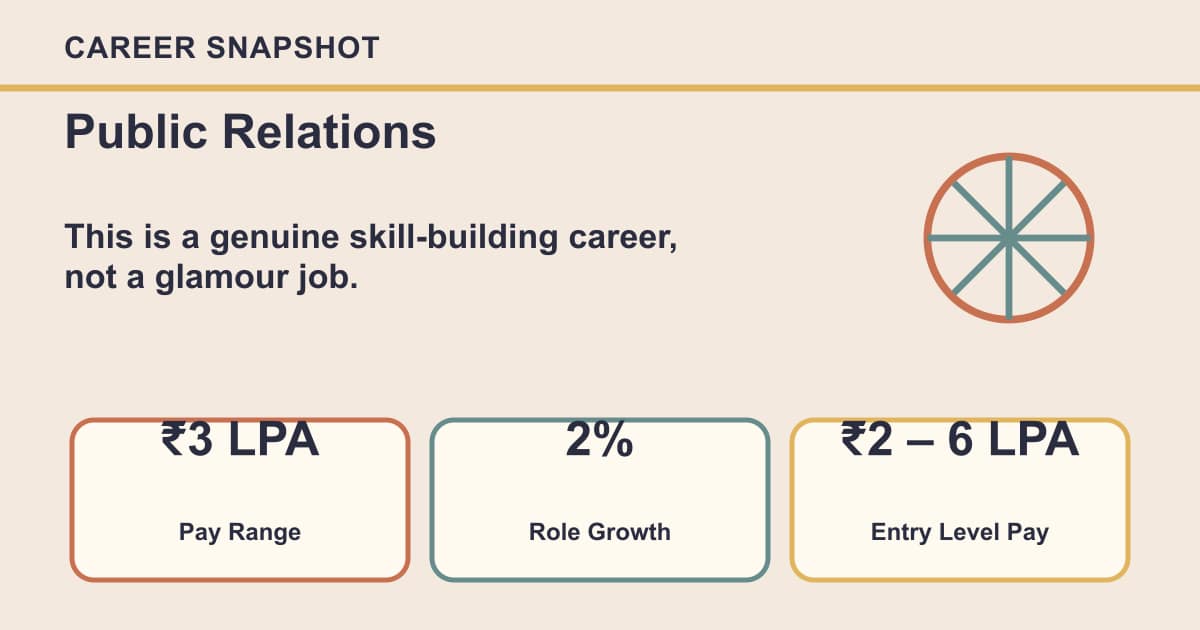 CAREER SNAPSHOT
Public Relations
This is a genuine skill-building career,
not a glamour job.
₹3 LPA
Pay Range
2%
Role Growth
₹2 – 6 LPA
Entry Level Pay